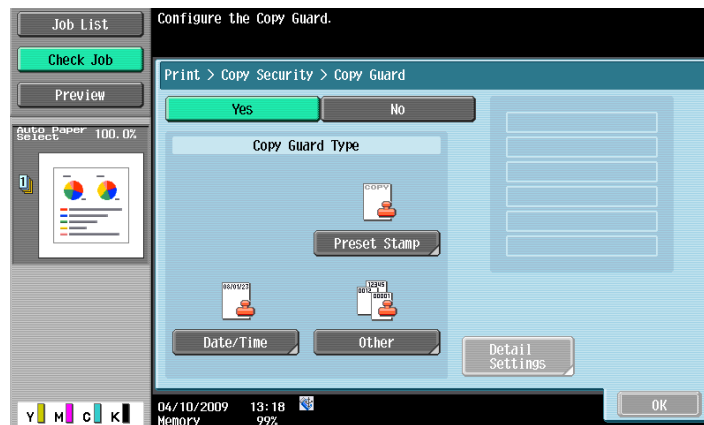 Job List
Configure the Copy Guard.
Check Job
Print > Copy Security > Copy Guard
Preview
Yes
No
Auto Paper
Select
100.0%
Copy Guard Type
COPY
1
Preset Stamp
08/01/23
12345
00001
Date/Time
Other
Detail
Settings
04/10/2009 13:18
OK
Y M C K
Memory 99%